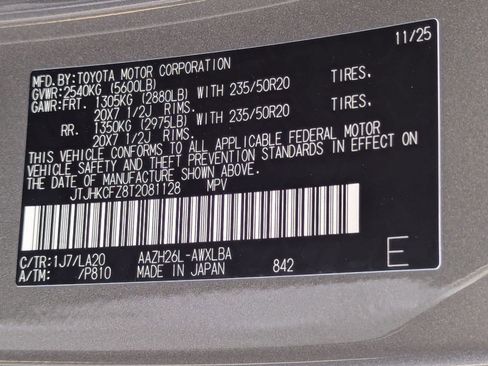 11/25
MFD.BY:TOYOTA MOTOR CORPORATION
GVWR:2540KG (5600LB)
GAWR:FRT. 1305KG (2880LB) WITH 235/50R20 TIRES,
20X7 1/2J RIMS.
RR. 1350KG (2975LB) WITH 235/50R20 TIRES,
20X7 1/2J RIMS.
THIS VEHICLE CONFORMS TO ALL APPLICABLE FEDERAL MOTOR
VEHICLE SAFETY AND THEFT PREVENTION STANDARDS IN EFFECT
ON THE DATE OF MANUFACTURE SHOWN ABOVE.
JTJHKCFZ8T2081128 MPV
C/TR:1J7/LA20 AAZH26L-AWXLBA
A/TM: /P810 MADE IN JAPAN 842 E